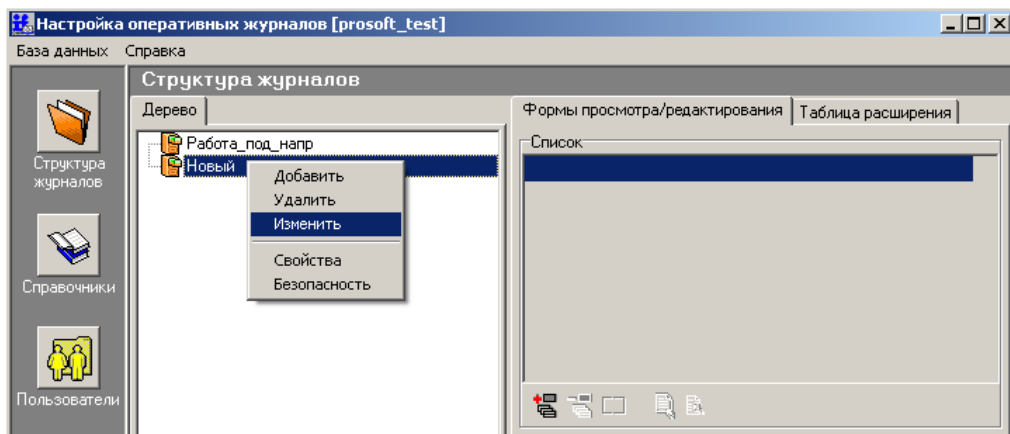 Настройка оперативных журналов [prosoft_test]
База данных Справка
Структура журналов
Дерево
Формы просмотра/редактирования
Таблица расширения
Работа_под_напр
Новый
Добавить
Удалить
Изменить
Свойства
Безопасность
Список
Структура
журналов
Справочники
Пользователи